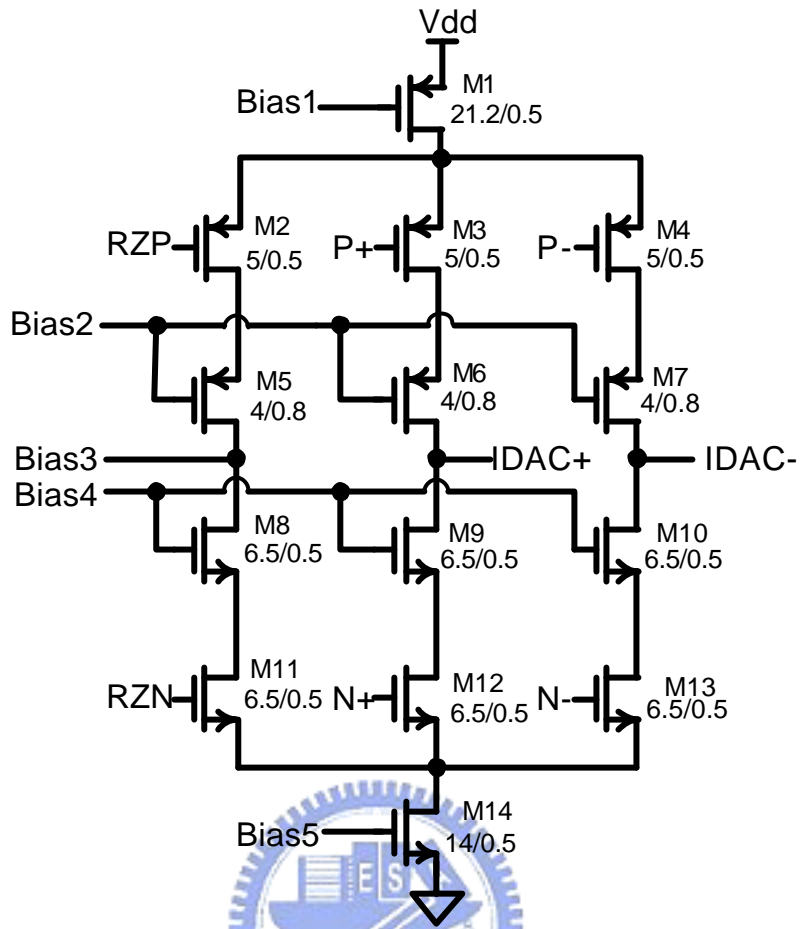 Vdd
Bias1
M1
21.2/0.5
RZP
M2
5/0.5
P+
M3
5/0.5
P-
M4
5/0.5
Bias2
M5
4/0.8
M6
4/0.8
M7
4/0.8
Bias3
IDAC+
IDAC-
Bias4
M8
6.5/0.5
M9
6.5/0.5
M10
6.5/0.5
RZN
M11
6.5/0.5
N+
M12
6.5/0.5
N-
M13
6.5/0.5
Bias5
M14
14/0.5
E S